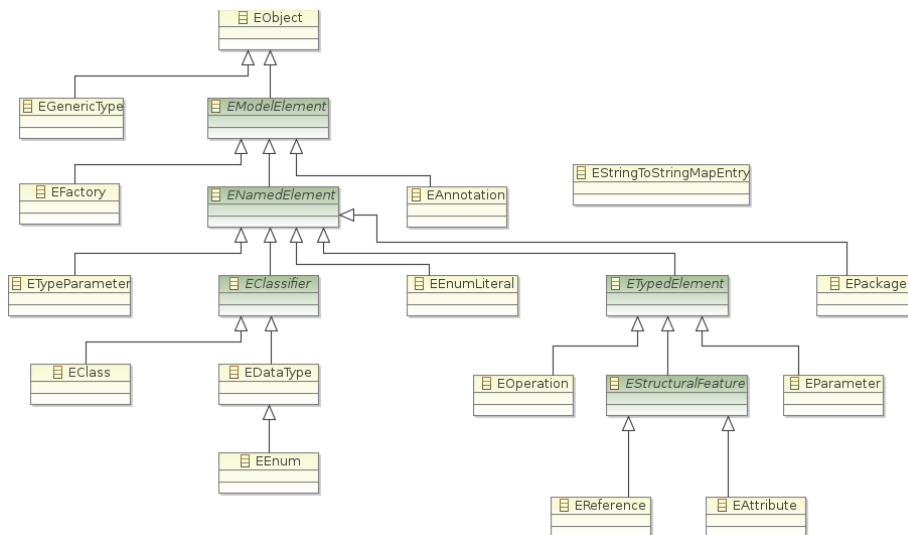 EObject
EGenericType
EModelElement
EStringToStringMapEntry
EFactory
ENamedElement
EAnnotation
ETypeParameter
EClassifier
EEnumLiteral
ETypedElement
EPackage
EClass
EDataType
EOperation
EStructuralFeature
EParameter
EEnum
EReference
EAttribute